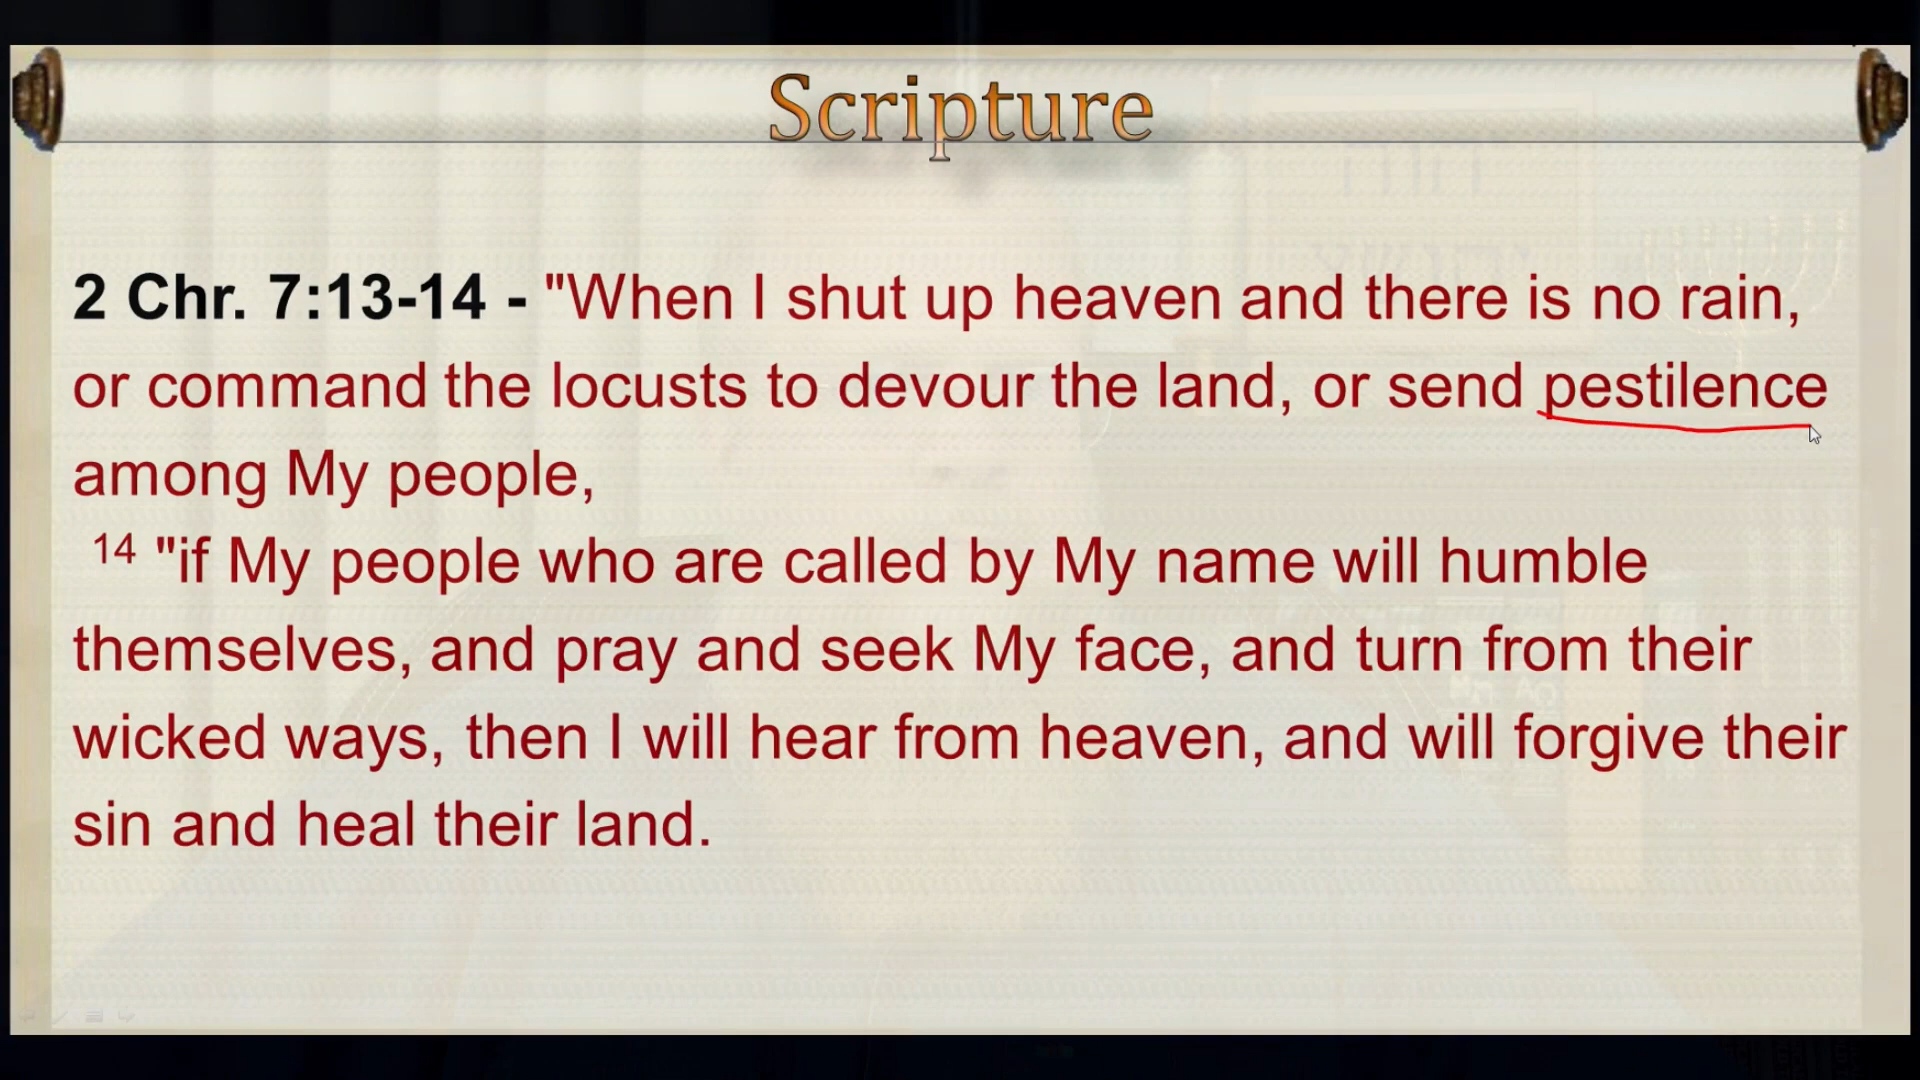 Scripture
2 Chr. 7:13-14 - "When I shut up heaven and there is no rain,
or command the locusts to devour the land, or send pestilence
among My people,
14 "if My people who are called by My name will humble
themselves, and pray and seek My face, and turn from their
wicked ways, then I will hear from heaven, and will forgive their
sin and heal their land.